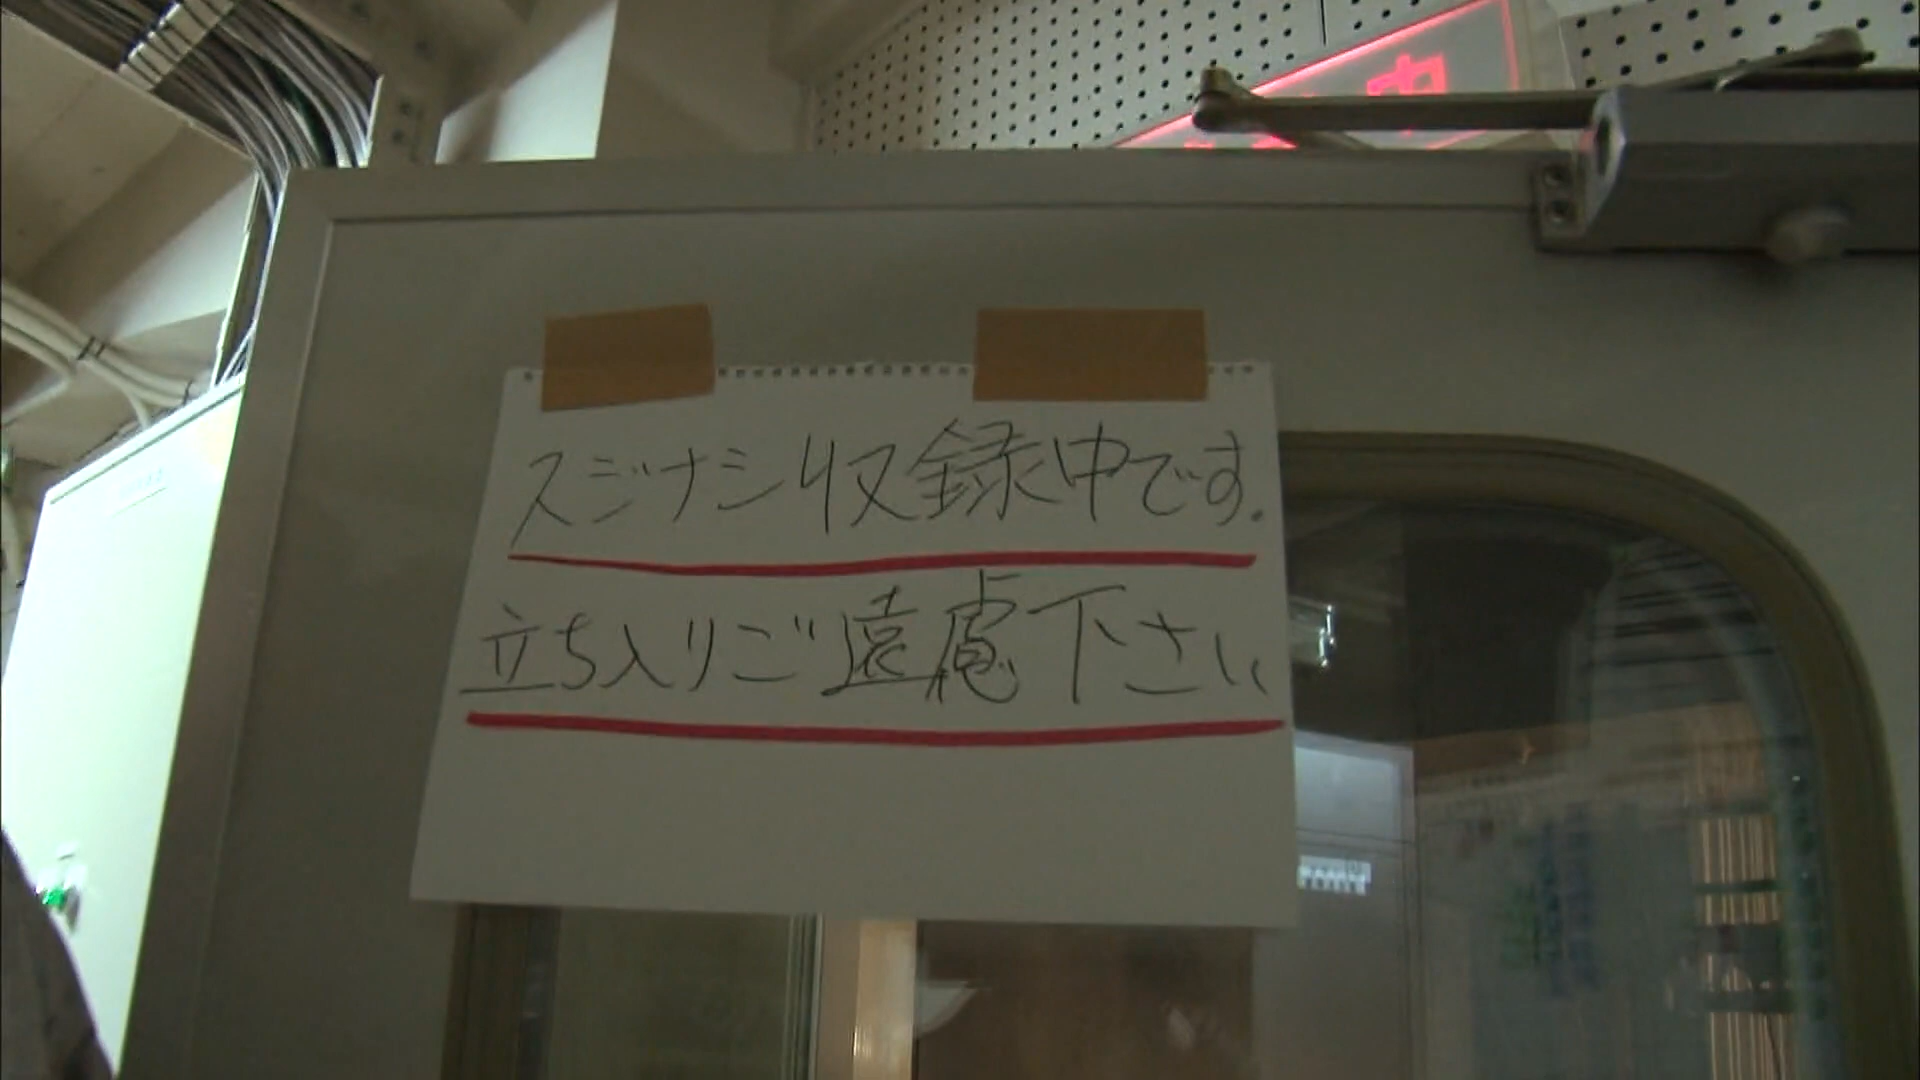 中
スジナシ収録中です.
立ち入りご遠慮下さい